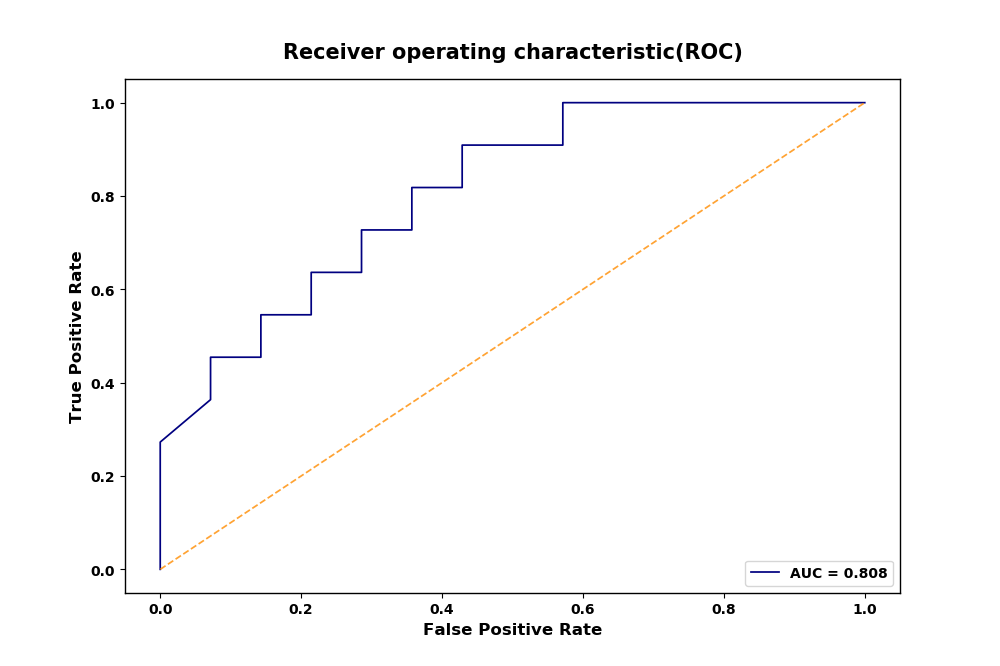 Receiver operating characteristic(ROC)
True Positive Rate
1.0
0.8
0.6
0.4
0.2
0.0
AUC = 0.808
0.0 0.2 0.4 0.6 0.8 1.0
False Positive Rate